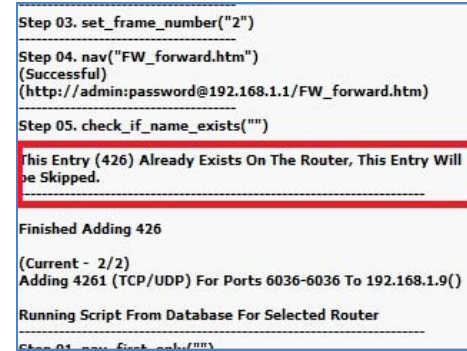 Step 03. set_frame_number("2")
Step 04. nav("FW_forward.htm")
(Successful)
(http://admin:password@192.168.1.1/FW_forward.htm)
Step 05. check_if_name_exists("")
This Entry (426) Already Exists On The Router, This Entry Will
be Skipped.
Finished Adding 426
(Current - 2/2)
Adding 4261 (TCP/UDP) For Ports 6036-6036 To 192.168.1.9()
Running Script From Database For Selected Router
Step 01. nav_first_only("")